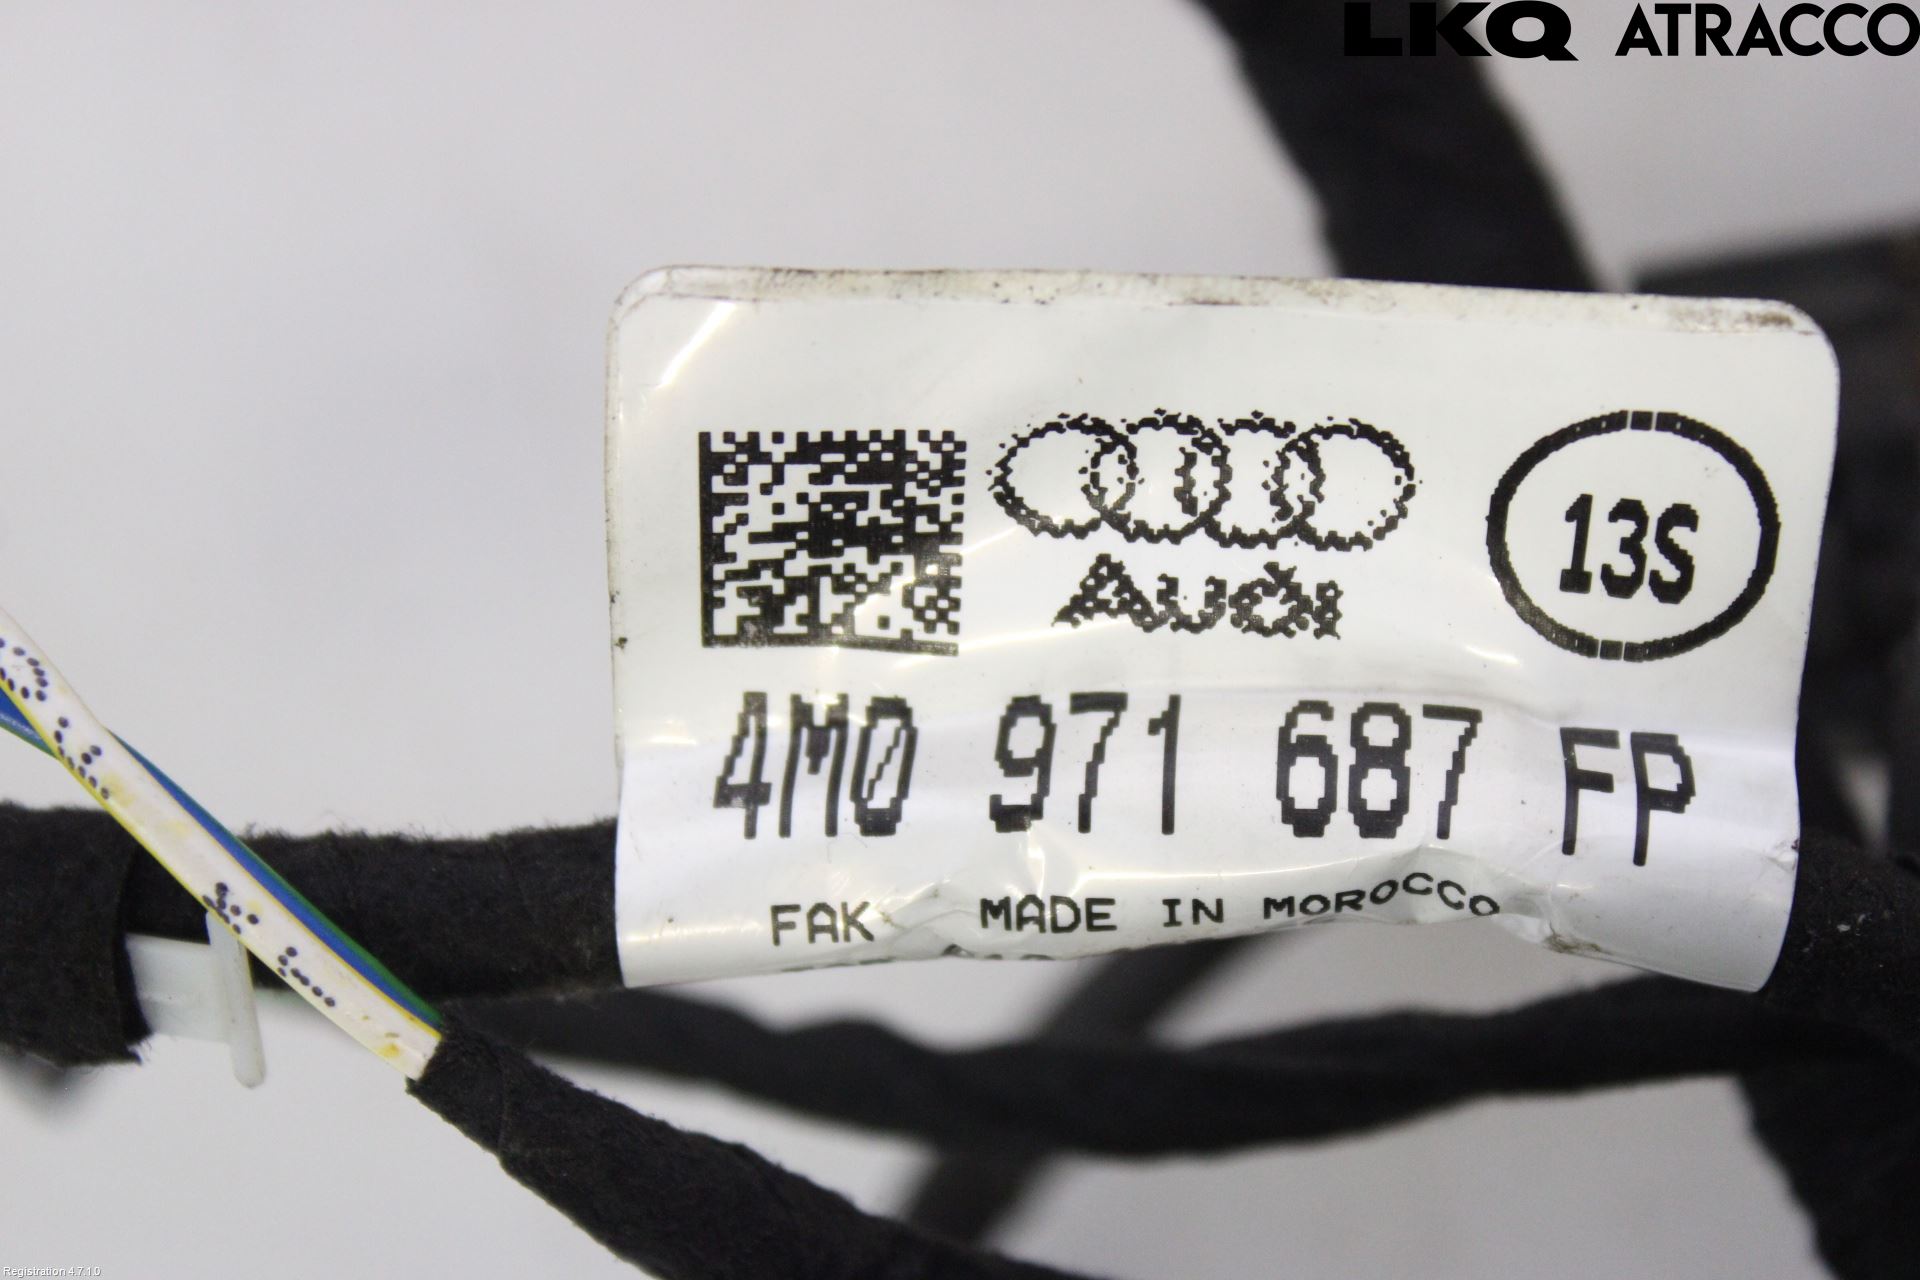 LKQ ATRACCO
AUDI
13S
4M0 971 687 FP
FAK MADE IN MOROCCO
Registration 4.7.1.0